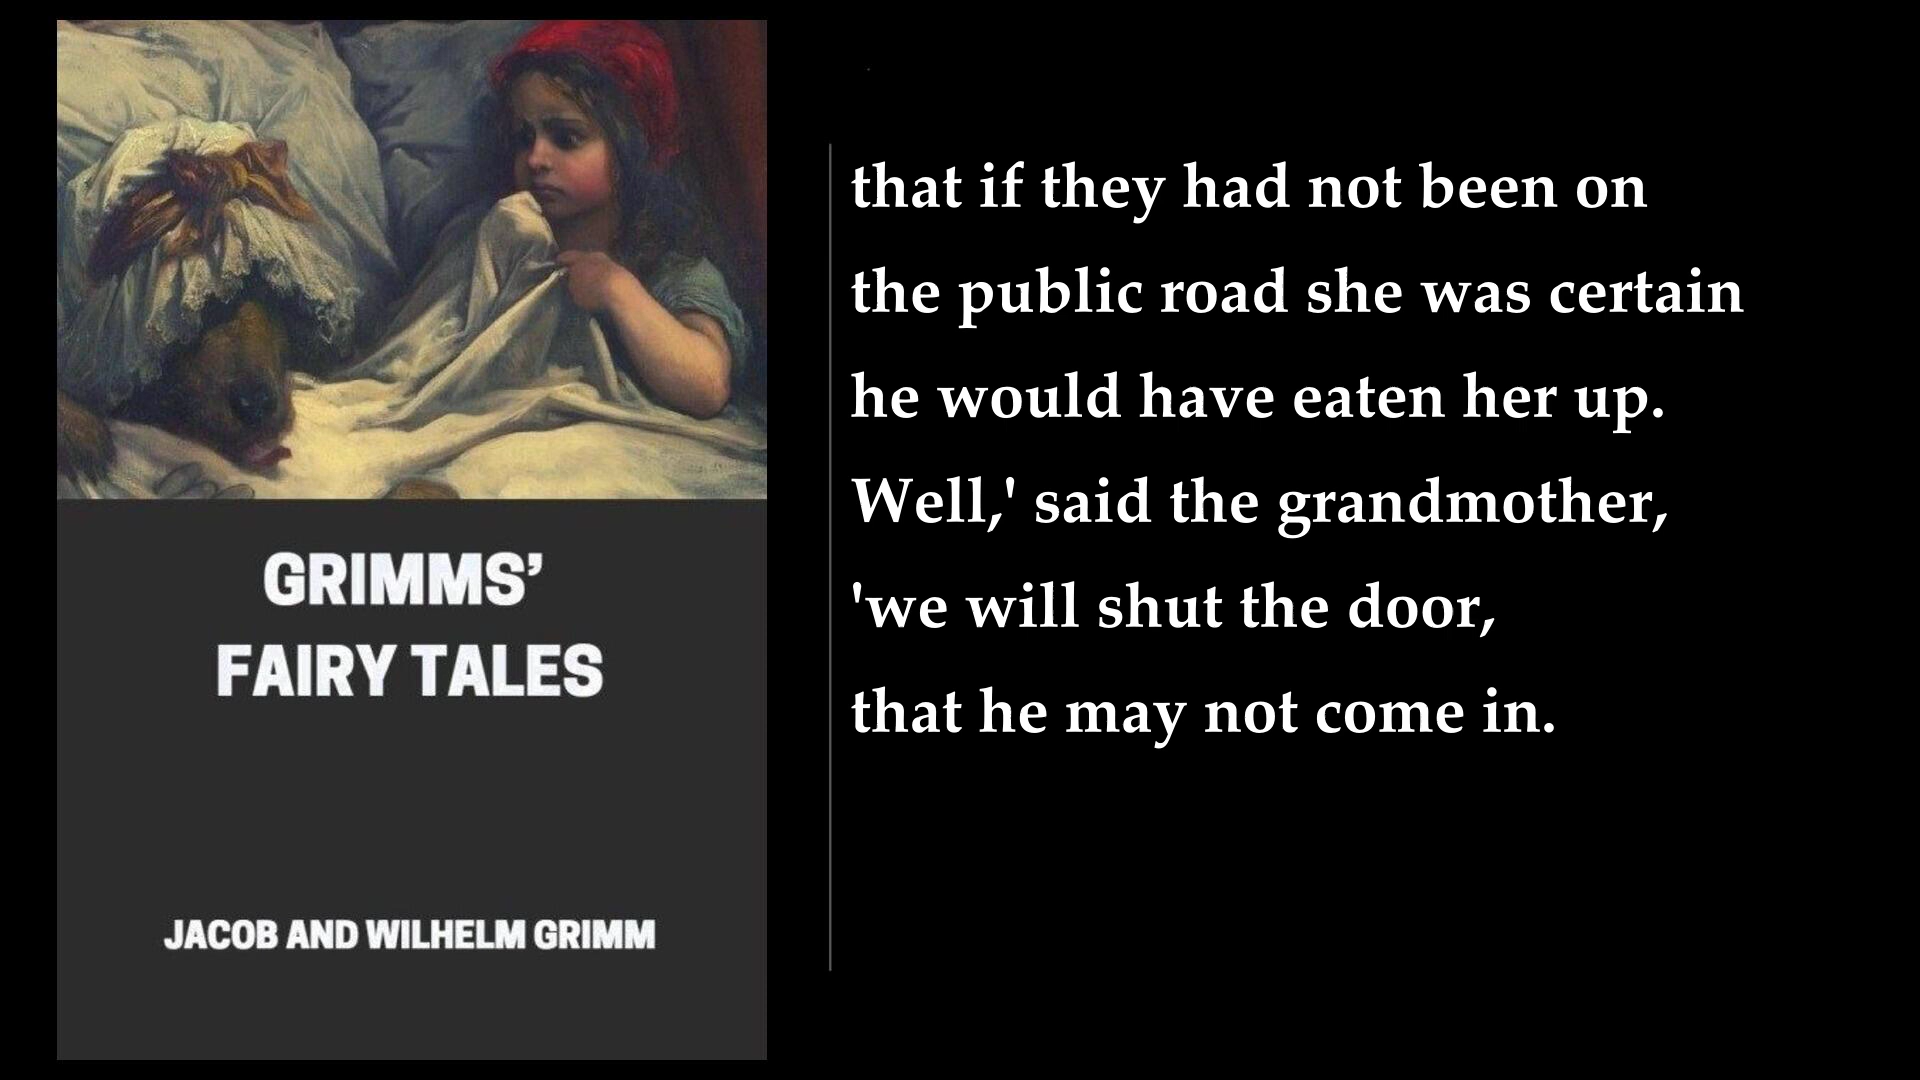 GRIMMS’
FAIRY TALES
JACOB AND WILHELM GRIMM
that if they had not been on
the public road she was certain
he would have eaten her up.
Well,' said the grandmother,
'we will shut the door,
that he may not come in.